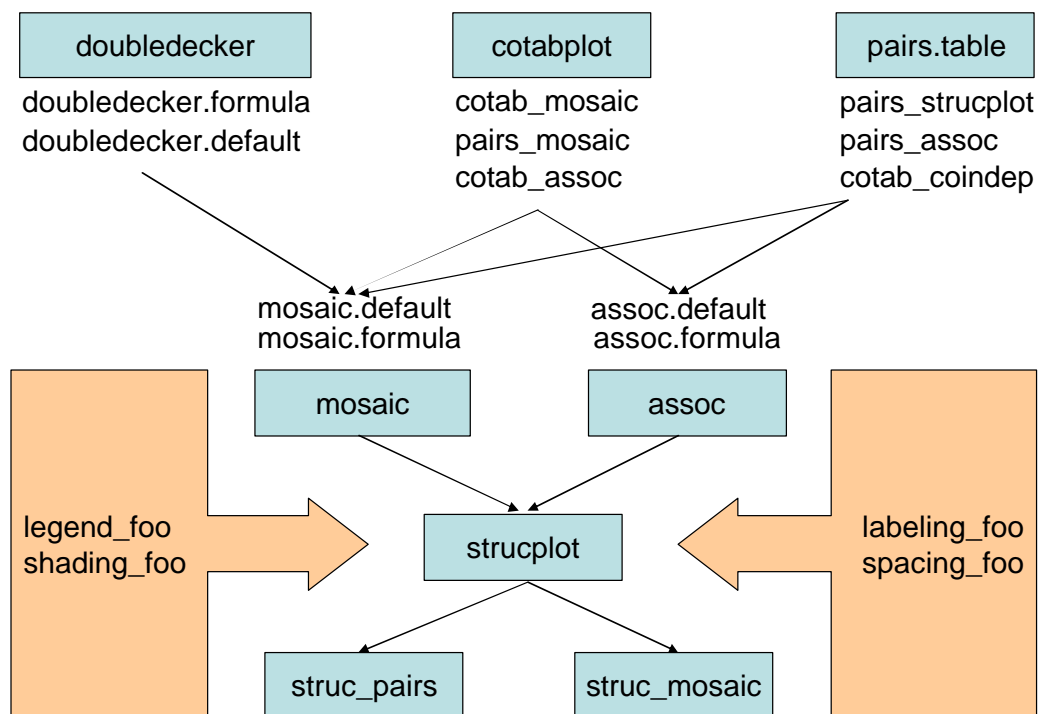 doubledecker
cotabplot
pairs.table
doubledecker.formula
doubledecker.default
cotab_mosaic
pairs_mosaic
cotab_assoc
pairs_strucplot
pairs_assoc
cotab_coindep
mosaic.default
mosaic.formula
assoc.default
assoc.formula
mosaic
assoc
legend_foo
shading_foo
strucplot
labeling_foo
spacing_foo
struc_pairs
struc_mosaic